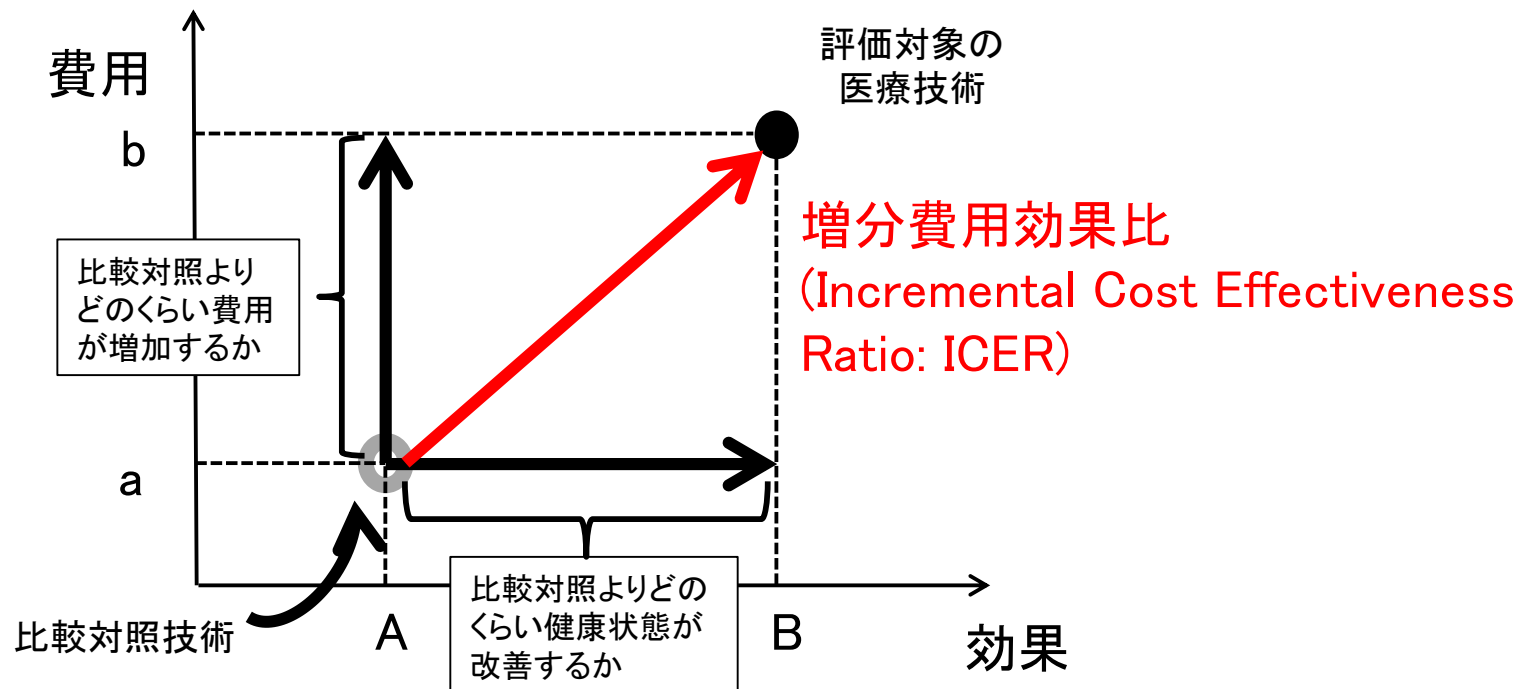 費用
評価対象の
医療技術
b
増分費用効果比
(Incremental Cost Effectiveness
Ratio: ICER)
比較対照より
どのくらい費用
が増加するか
a
比較対照技術
A
比較対照よりどの
くらい健康状態が
改善するか
B
効果